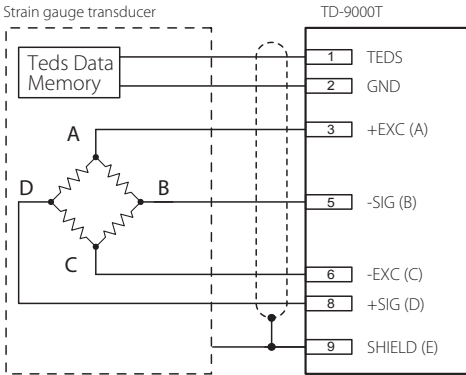 Strain gauge transducer
TD-9000T
Teds Data
Memory
1 TEDS
2 GND
A
3 +EXC (A)
D
B
5 -SIG (B)
C
6 -EXC (C)
8 +SIG (D)
9 SHIELD (E)